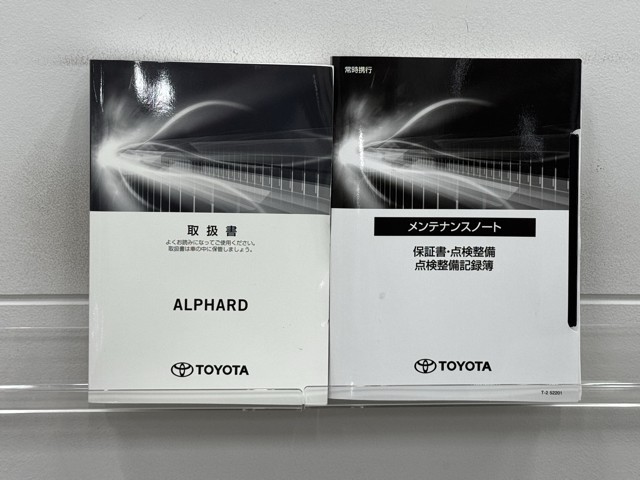 取扱書
よくお読みになってご使用ください。
取扱書は車の中に保管しましょう。
ALPHARD
TOYOTA
常時携行
メンテナンスノート
保証書・点検整備
点検整備記録簿
TOYOTA
T-2 92201